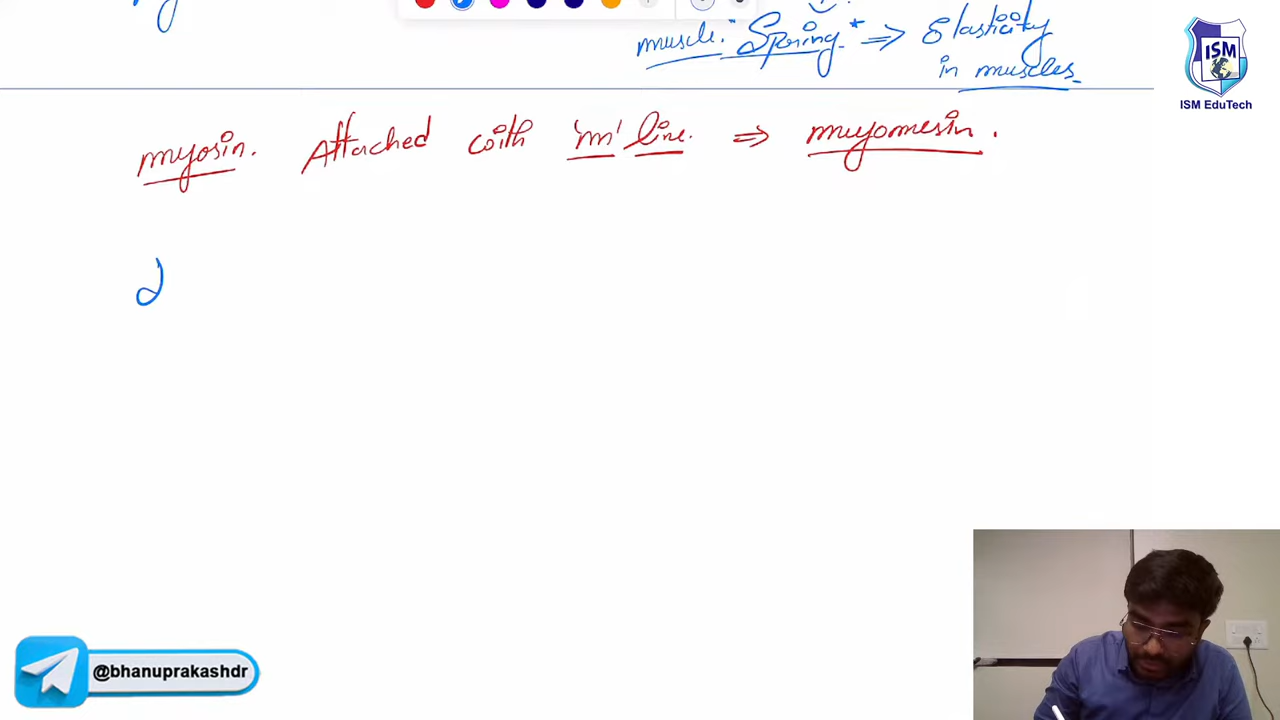 muscle. "Spring" ⇒ Elasticity
in muscles
myosin. Attached with 'm' line. ⇒ myomesin.
ISM
ISM EduTech
@bhanuprakashdr